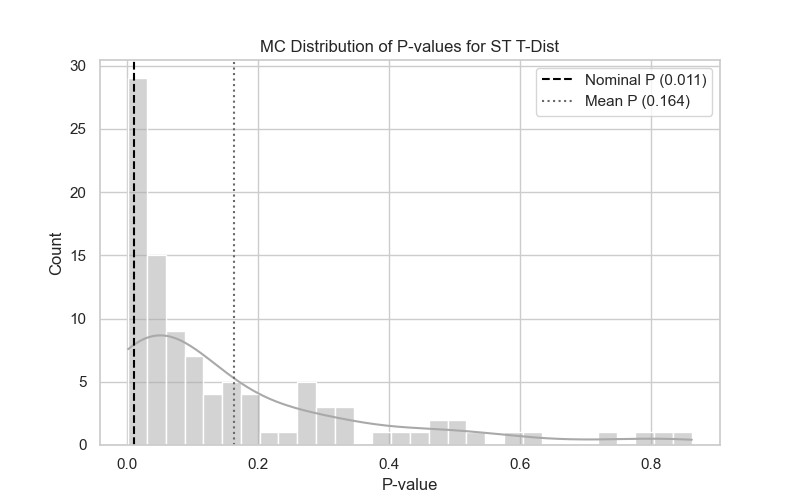 MC Distribution of P-values for ST T-Dist
Nominal P (0.011)
Mean P (0.164)
Count
30
25
20
15
10
5
0
0.0 0.2 0.4 0.6 0.8
P-value